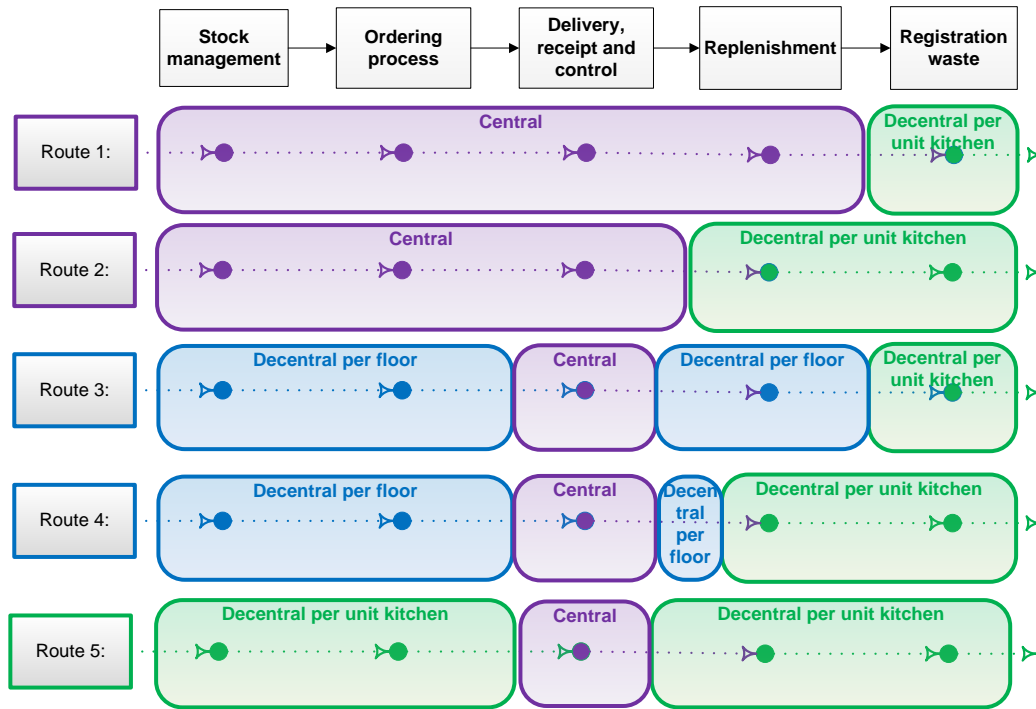 Stock
management
Ordering
process
Delivery,
receipt and
control
Replenishment
Registration
waste
Route 1:
Central
Decentral per
unit kitchen
Route 2:
Central
Decentral per unit kitchen
Route 3:
Decentral per floor
Central
Decentral per floor
Decentral per
unit kitchen
Route 4:
Decentral per floor
Central
Decen
tral
per
floor
Decentral per unit kitchen
Route 5:
Decentral per unit kitchen
Central
Decentral per unit kitchen